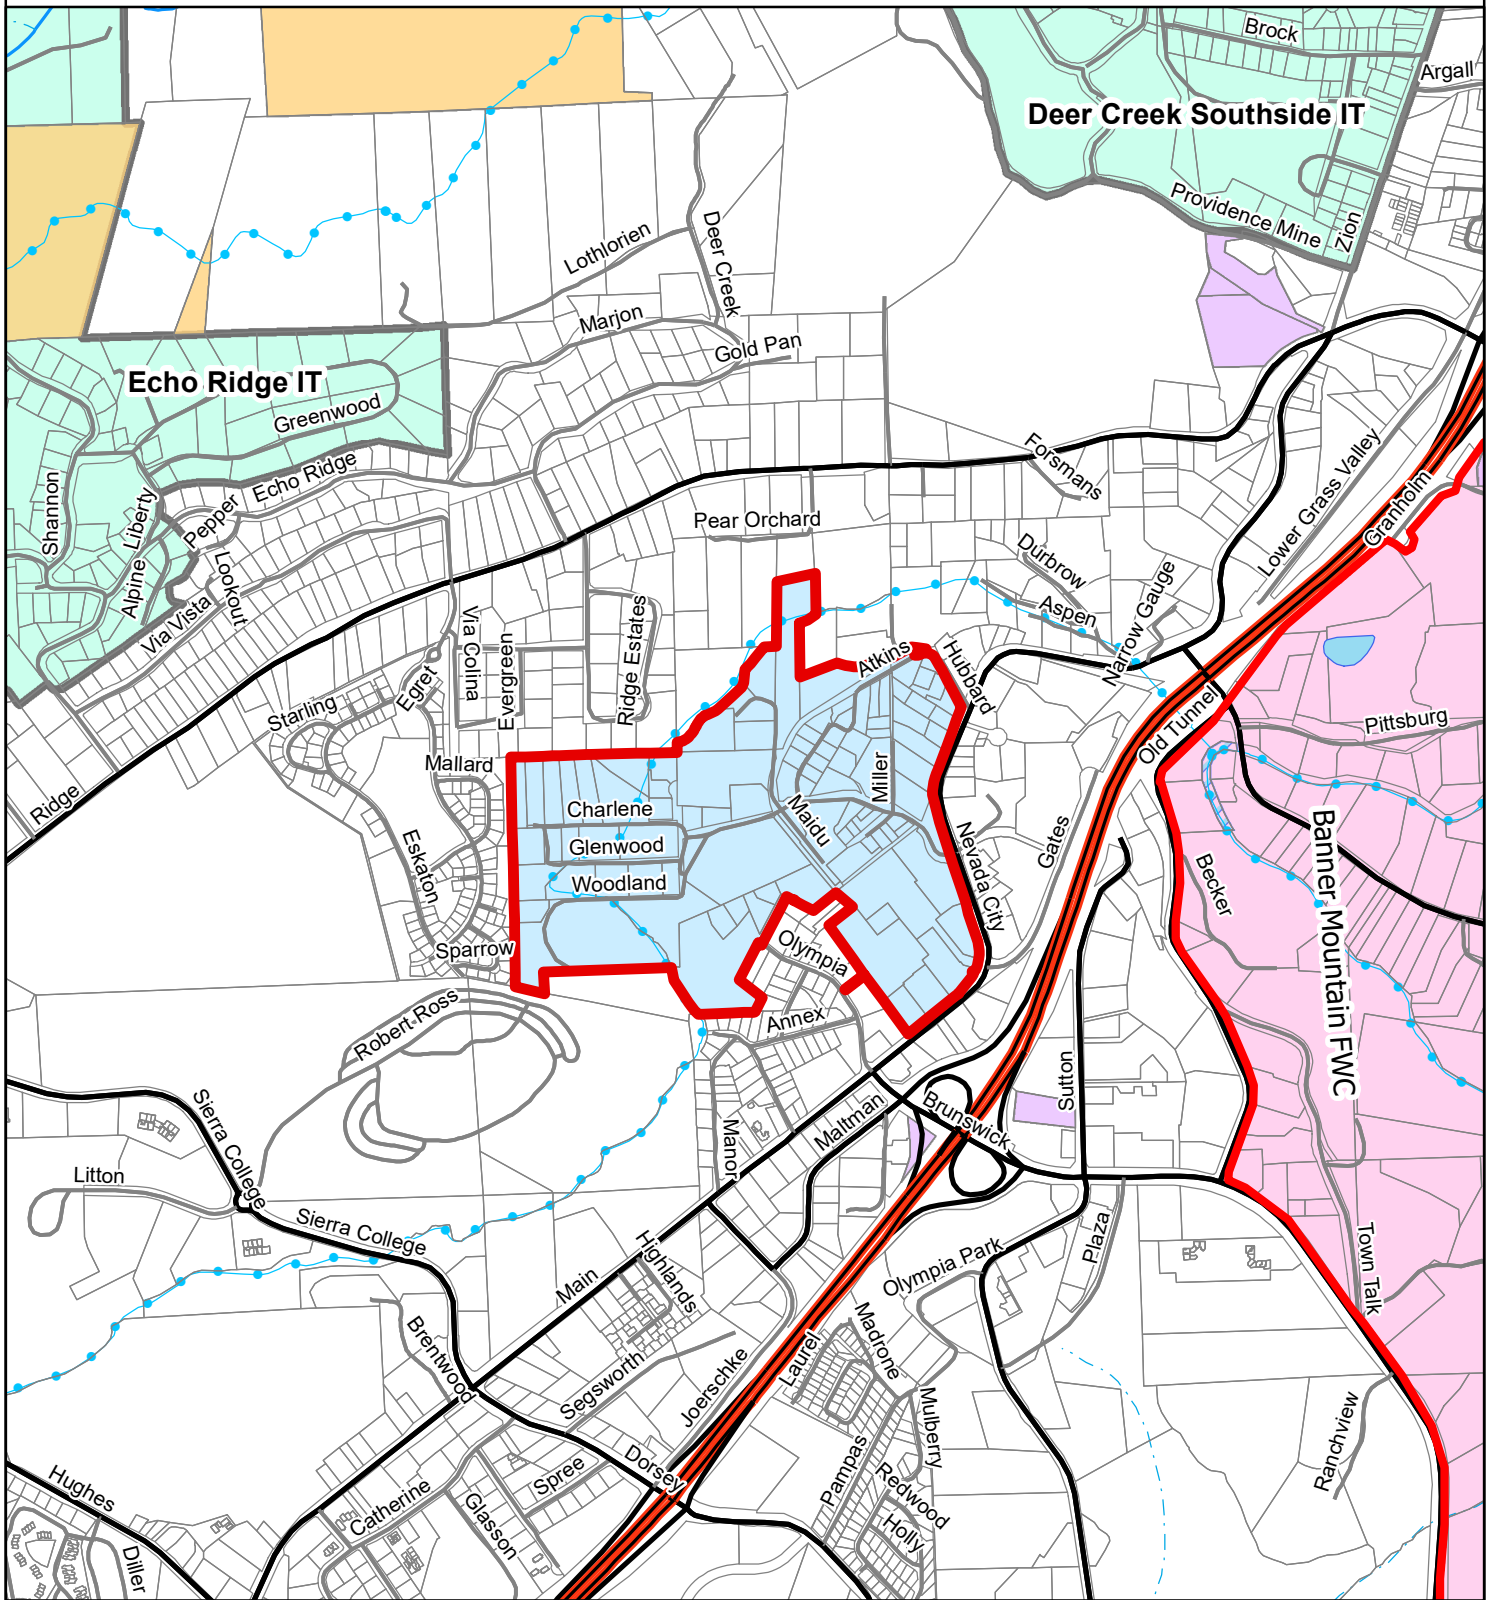 Brock
Argall
Deer Creek Southside IT
Providence Mine
Zion
Deer Creek
Lothlorien
Marjon
Gold Pan
Echo Ridge IT
Greenwood
Echo Ridge
Forsmans
Lower Grass Valley
Granholm
Shannon
Alpine
Liberty
Pepper
Lookout
Via Vista
Pear Orchard
Durbrow
Aspen
Narrow Gauge
Via Colina
Evergreen
Ridge Estates
Egret
Starling
Atkins
Hubbard
Old Tunnel
Pittsburg
Mallard
Miller
Ridge
Charlene
Maidu
Glenwood
Woodland
Eskaton
Nevada City
Gates
Becker
Banner Mountain FWC
Sparrow
Olympia
Robert Ross
Annex
Sutton
Sierra College
Maltman
Brunswick
Manor
Litton
Sierra College
Highlands
Main
Olympia Park
Plaza
Town Talk
Brentwood
Segsworth
Joerschke
Laurel
Madrone
Mulberry
Ranchview
Pampas
Hughes
Catherine
Spree
Dorsey
Redwood
Holly
Glasson
Diller